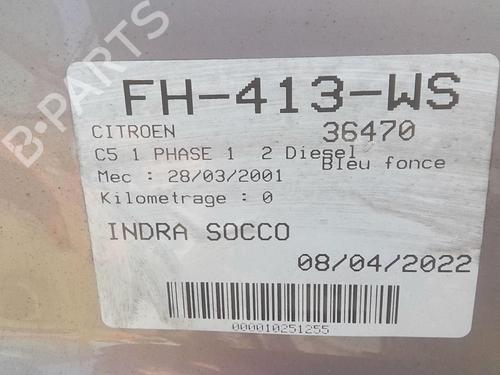 B-PARTS
FH-413-WS
CITROEN 36470
C5 1 PHASE 1 2 Diesel
Bleu fonce
Mec : 28/03/2001
Kilometrage : 0
INDRA SOCCO
08/04/2022
000010251255